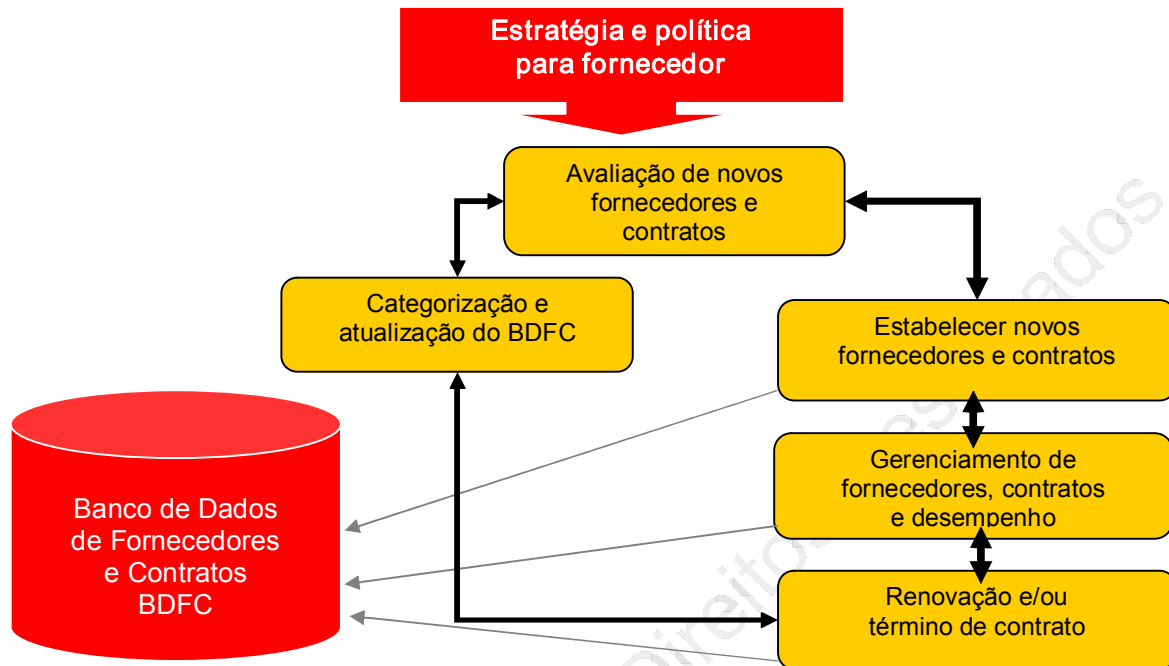 Estratégia e política
para fornecedor
Avaliação de novos
fornecedores e
contratos
Categorização e
atualização do BDFC
Estabelecer novos
fornecedores e contratos
Gerenciamento de
fornecedores, contratos
e desempenho
Banco de Dados
de Fornecedores
e Contratos
BDFC
Renovação e/ou
término de contrato
Direitos